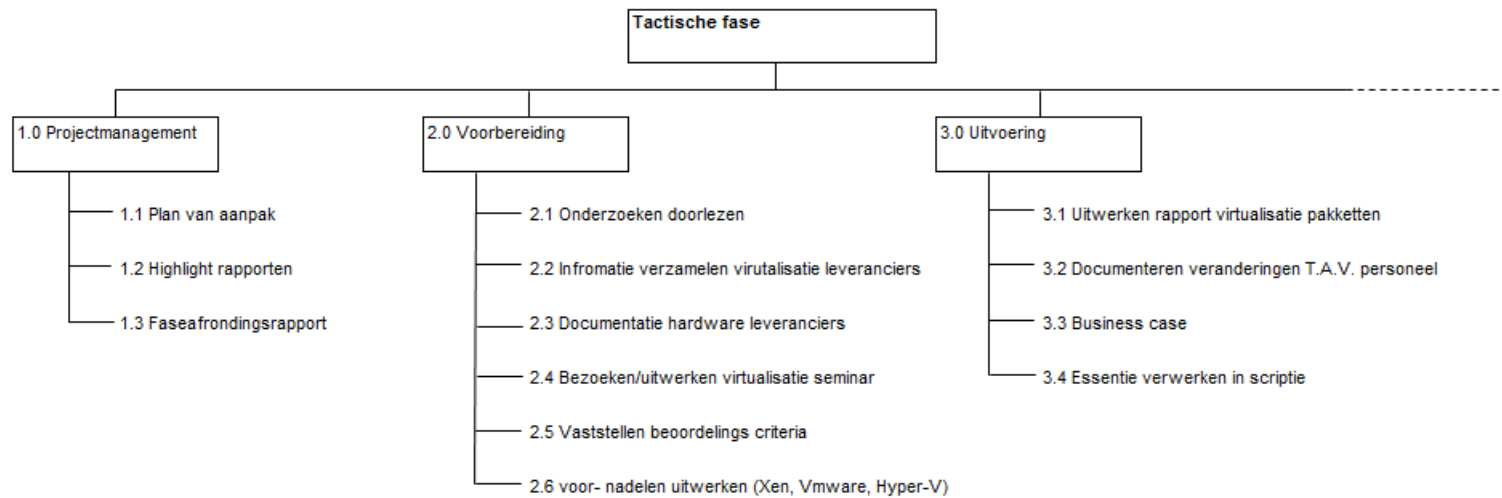 Tactische fase
1.0 Projectmanagement
1.1 Plan van aanpak
1.2 Highlight rapporten
1.3 Faseafrondingsrapport
2.0 Voorbereiding
2.1 Onderzoeken doorlezen
2.2 Infromatie verzamelen virutalisatie leveranciers
2.3 Documentatie hardware leveranciers
2.4 Bezoeken/uitwerken virtualisatie seminar
2.5 Vaststellen beoordelings criteria
2.6 voor- nadelen uitwerken (Xen, Vmware, Hyper-V)
3.0 Uitvoering
3.1 Uitwerken rapport virtualisatie pakketten
3.2 Documenteren veranderingen T.A.V. personeel
3.3 Business case
3.4 Essentie verwerken in scriptie